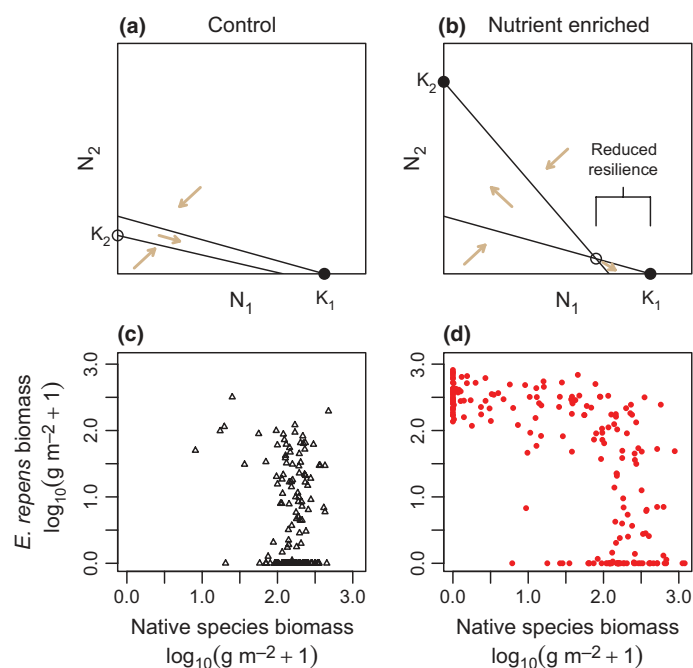 (a) Control
N2
K2
N1
K1
(b) Nutrient enriched
K2
N2
Reduced
resilience
N1
K1
(c)
E. repens biomass
log10(g m−2 + 1)
3.0
2.0
1.0
0.0
0.0 1.0 2.0 3.0
Native species biomass
log10(g m−2 + 1)
(d)
3.0
2.0
1.0
0.0
0.0 1.0 2.0 3.0
Native species biomass
log10(g m−2 + 1)